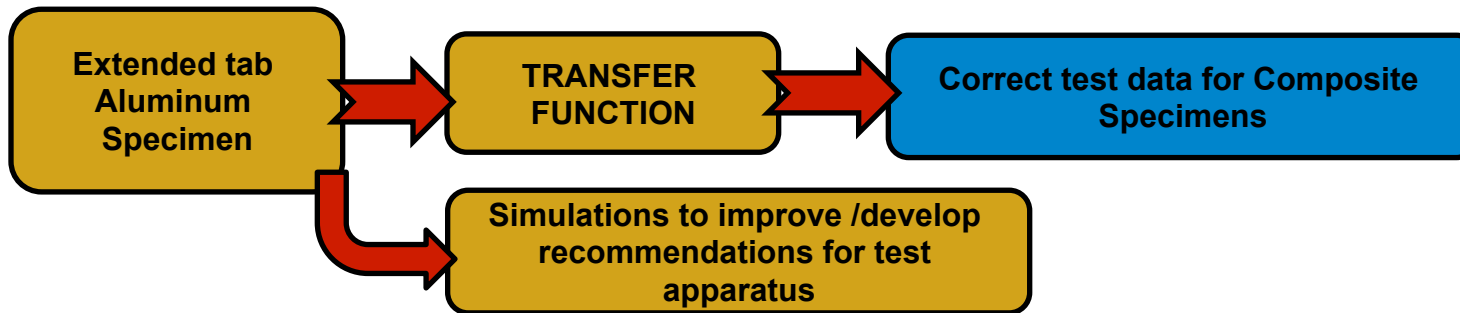 Extended tab
Aluminum
Specimen
TRANSFER
FUNCTION
Correct test data for Composite
Specimens
Simulations to improve /develop
recommendations for test
apparatus